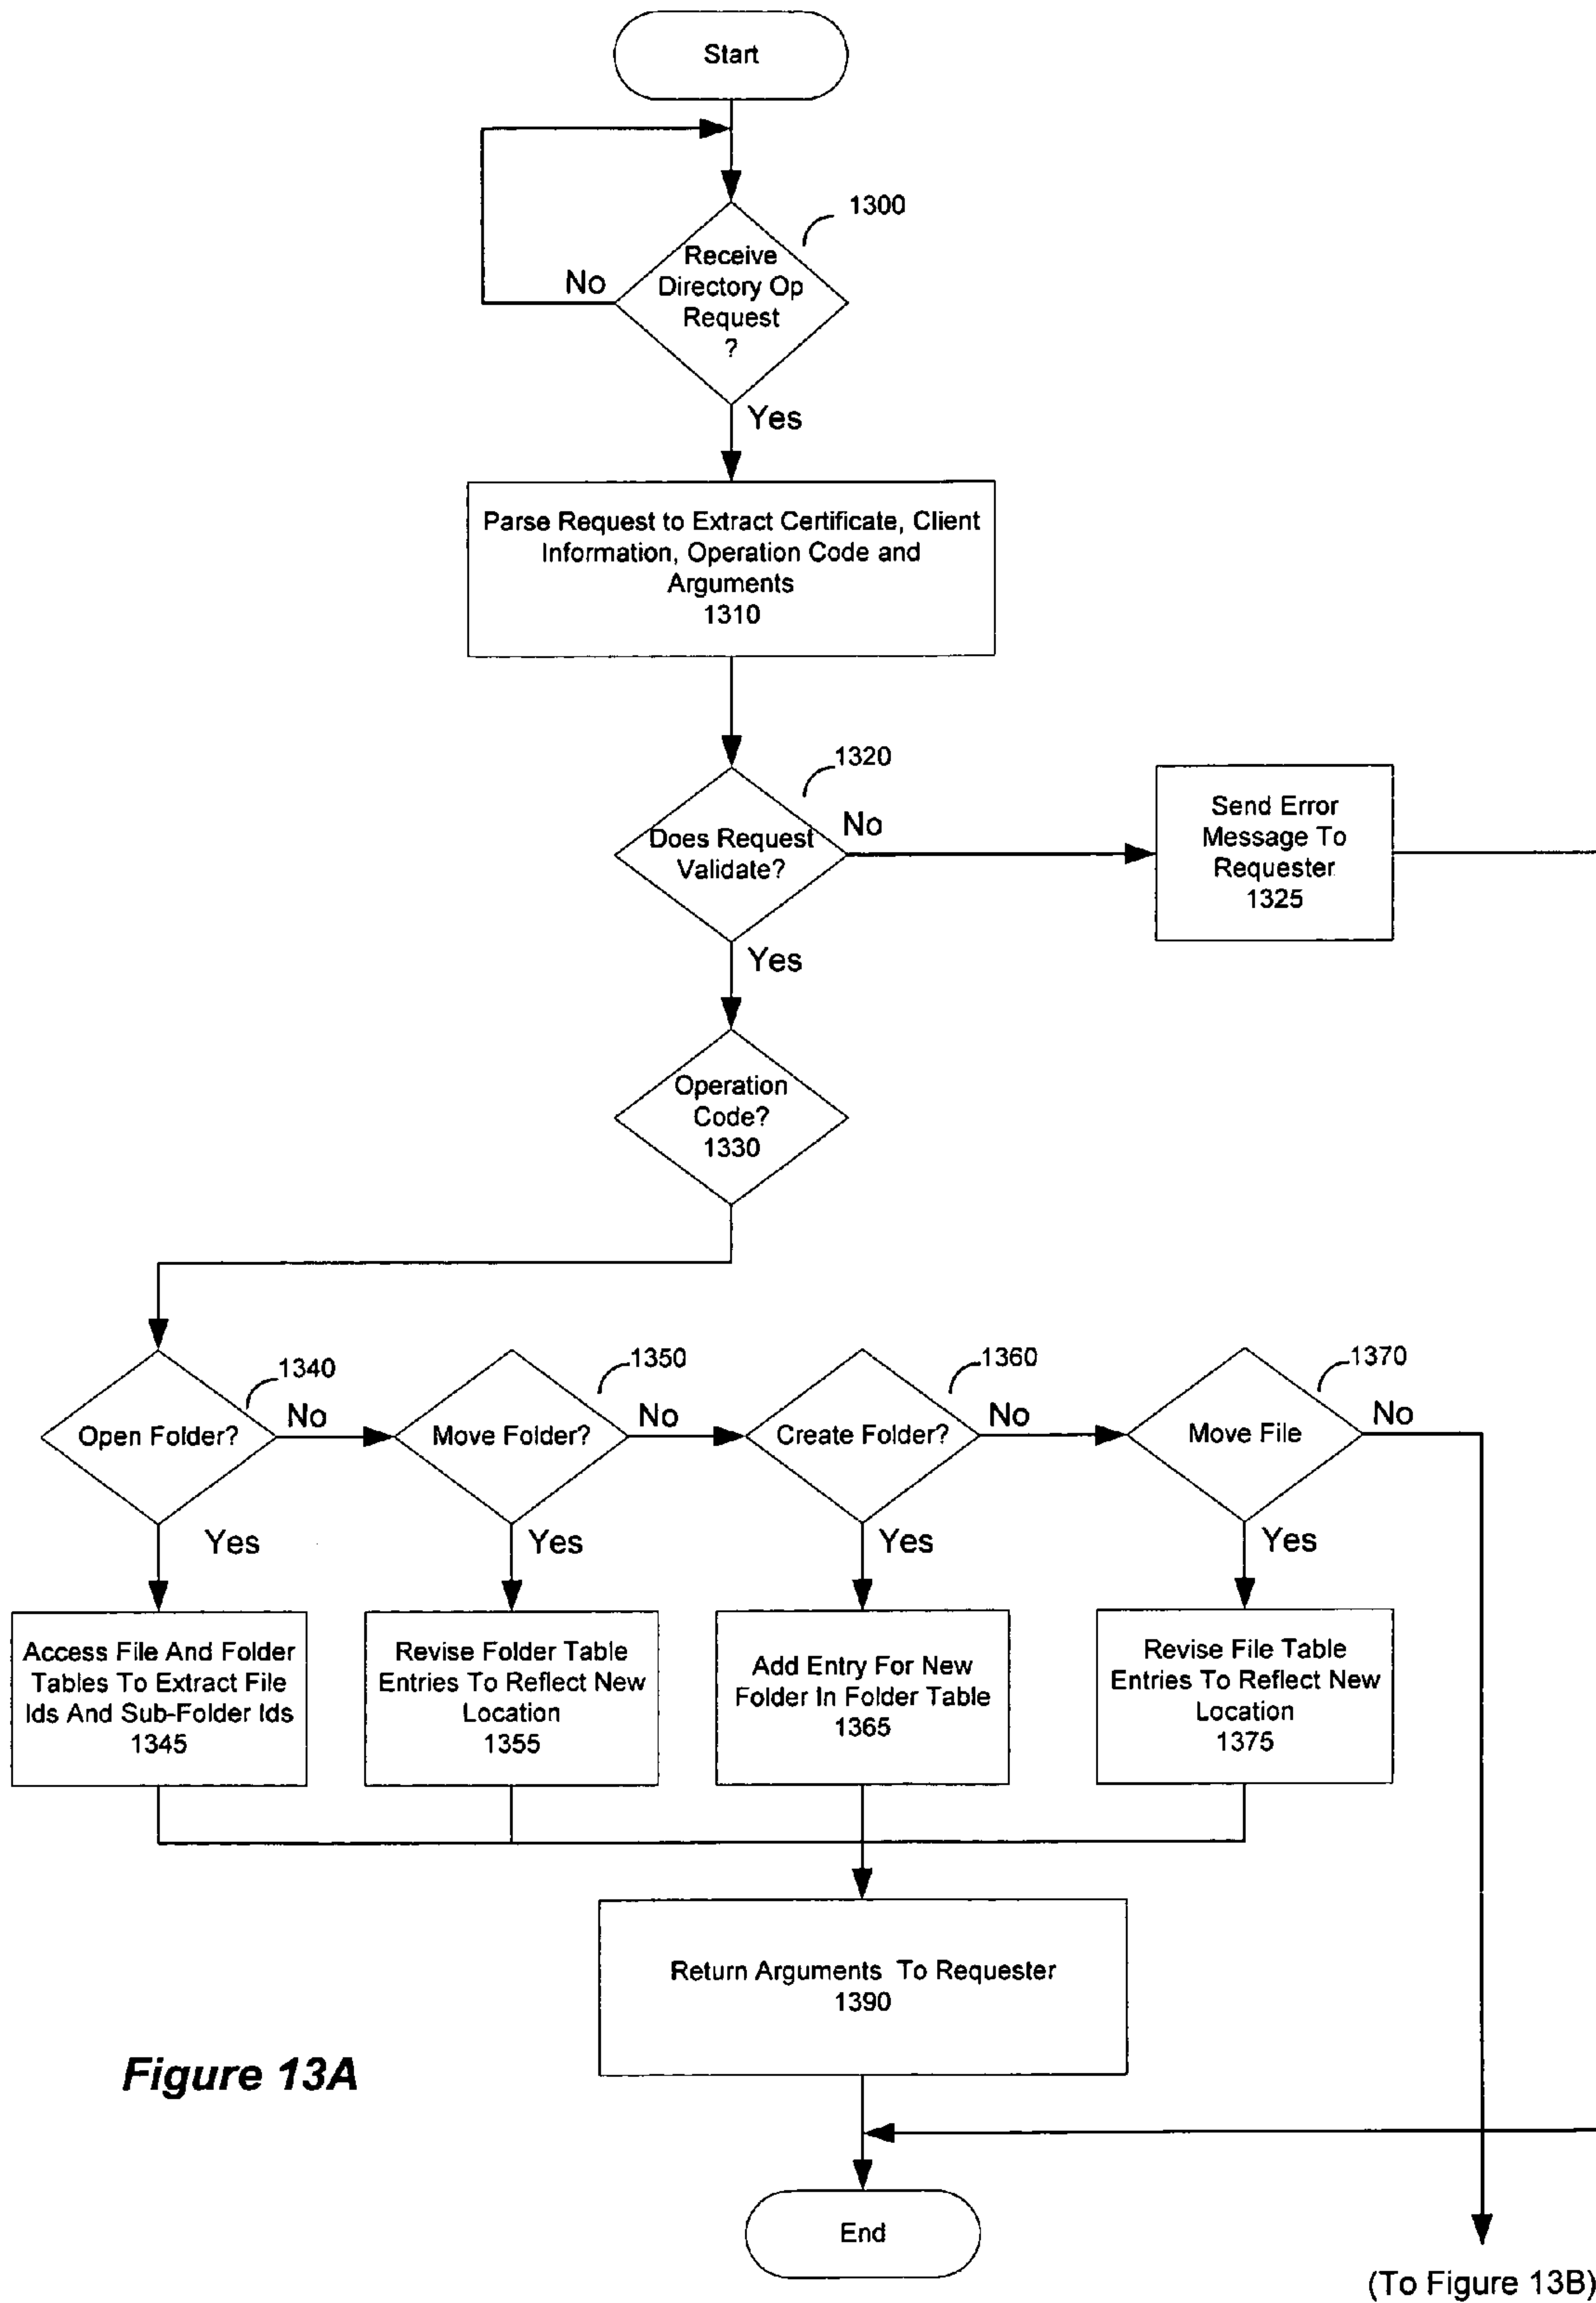 Start
1300
Receive
Directory Op
Request
?
No
Yes
Parse Request to Extract Certificate, Client
Information, Operation Code and
Arguments
1310
1320
Does Request
Validate?
No
Send Error
Message To
Requester
1325
Yes
Operation
Code?
1330
1340
Open Folder?
No
1350
Move Folder?
No
1360
Create Folder?
No
1370
Move File
No
Yes
Yes
Yes
Yes
Access File And Folder
Tables To Extract File
Ids And Sub-Folder Ids
1345
Revise Folder Table
Entries To Reflect New
Location
1355
Add Entry For New
Folder In Folder Table
1365
Revise File Table
Entries To Reflect New
Location
1375
Return Arguments To Requester
1390
Figure 13A
End
(To Figure 13B)